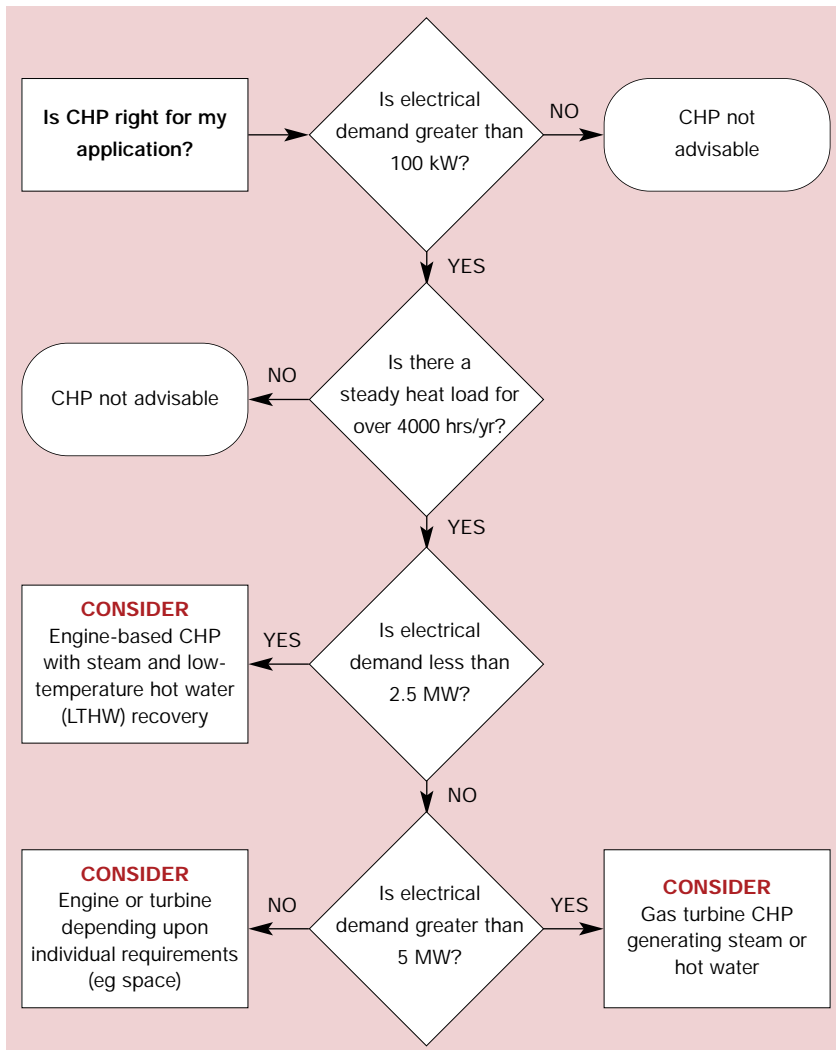 Is CHP right for my
application?
Is electrical
demand greater than
100 kW?
NO
CHP not
advisable
YES
Is there a
steady heat load for
over 4000 hrs/yr?
NO
CHP not advisable
YES
Is electrical
demand less than
2.5 MW?
YES
CONSIDER
Engine-based CHP
with steam and low-
temperature hot water
(LTHW) recovery
NO
Is electrical
demand greater than
5 MW?
NO
CONSIDER
Engine or turbine
depending upon
individual requirements
(eg space)
YES
CONSIDER
Gas turbine CHP
generating steam or
hot water